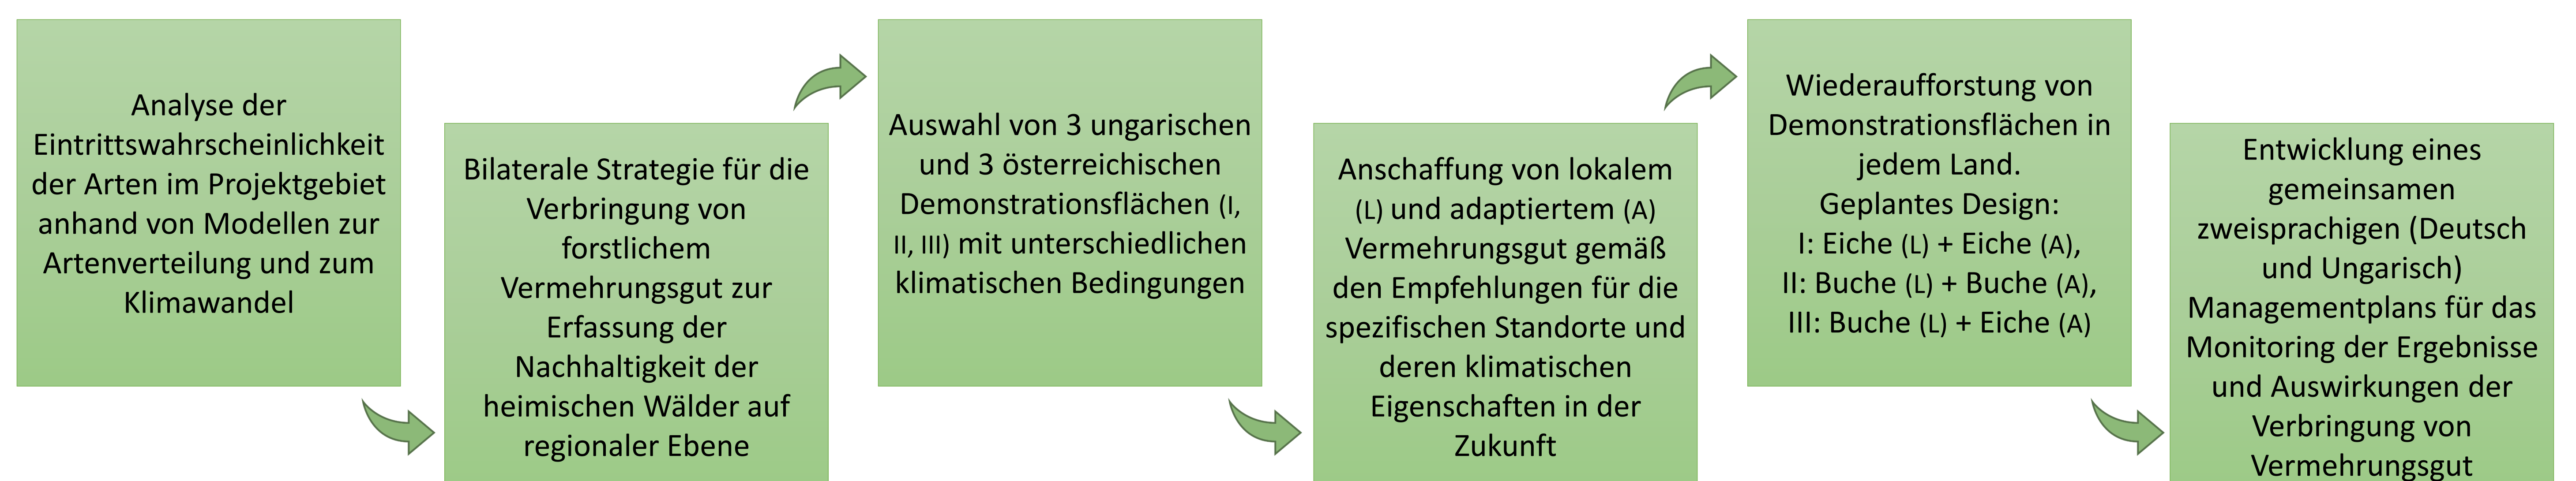 Analyse der
Eintrittswahrscheinlichkeit
der Arten im Projektgebiet
anhand von Modellen zur
Artenverteilung und zum
Klimawandel
Bilaterale Strategie für die
Verbringung von
forstlichem
Vermehrungsgut zur
Erfassung der
Nachhaltigkeit der
heimischen Wälder auf
regionaler Ebene
Auswahl von 3 ungarischen
und 3 österreichischen
Demonstrationsflächen (I,
II, III) mit unterschiedlichen
klimatischen Bedingungen
Anschaffung von lokalem
(L) und adaptiertem (A)
Vermehrungsgut gemäß
den Empfehlungen für die
spezifischen Standorte und
deren klimatischen
Eigenschaften in der
Zukunft
Wiederaufforstung von
Demonstrationsflächen in
jedem Land.
Geplantes Design:
I: Eiche (L) + Eiche (A),
II: Buche (L) + Buche (A),
III: Buche (L) + Eiche (A)
Entwicklung eines
gemeinsamen
zweisprachigen (Deutsch
und Ungarisch)
Managementplans für das
Monitoring der Ergebnisse
und Auswirkungen der
Verbringung von
Vermehrungsgut